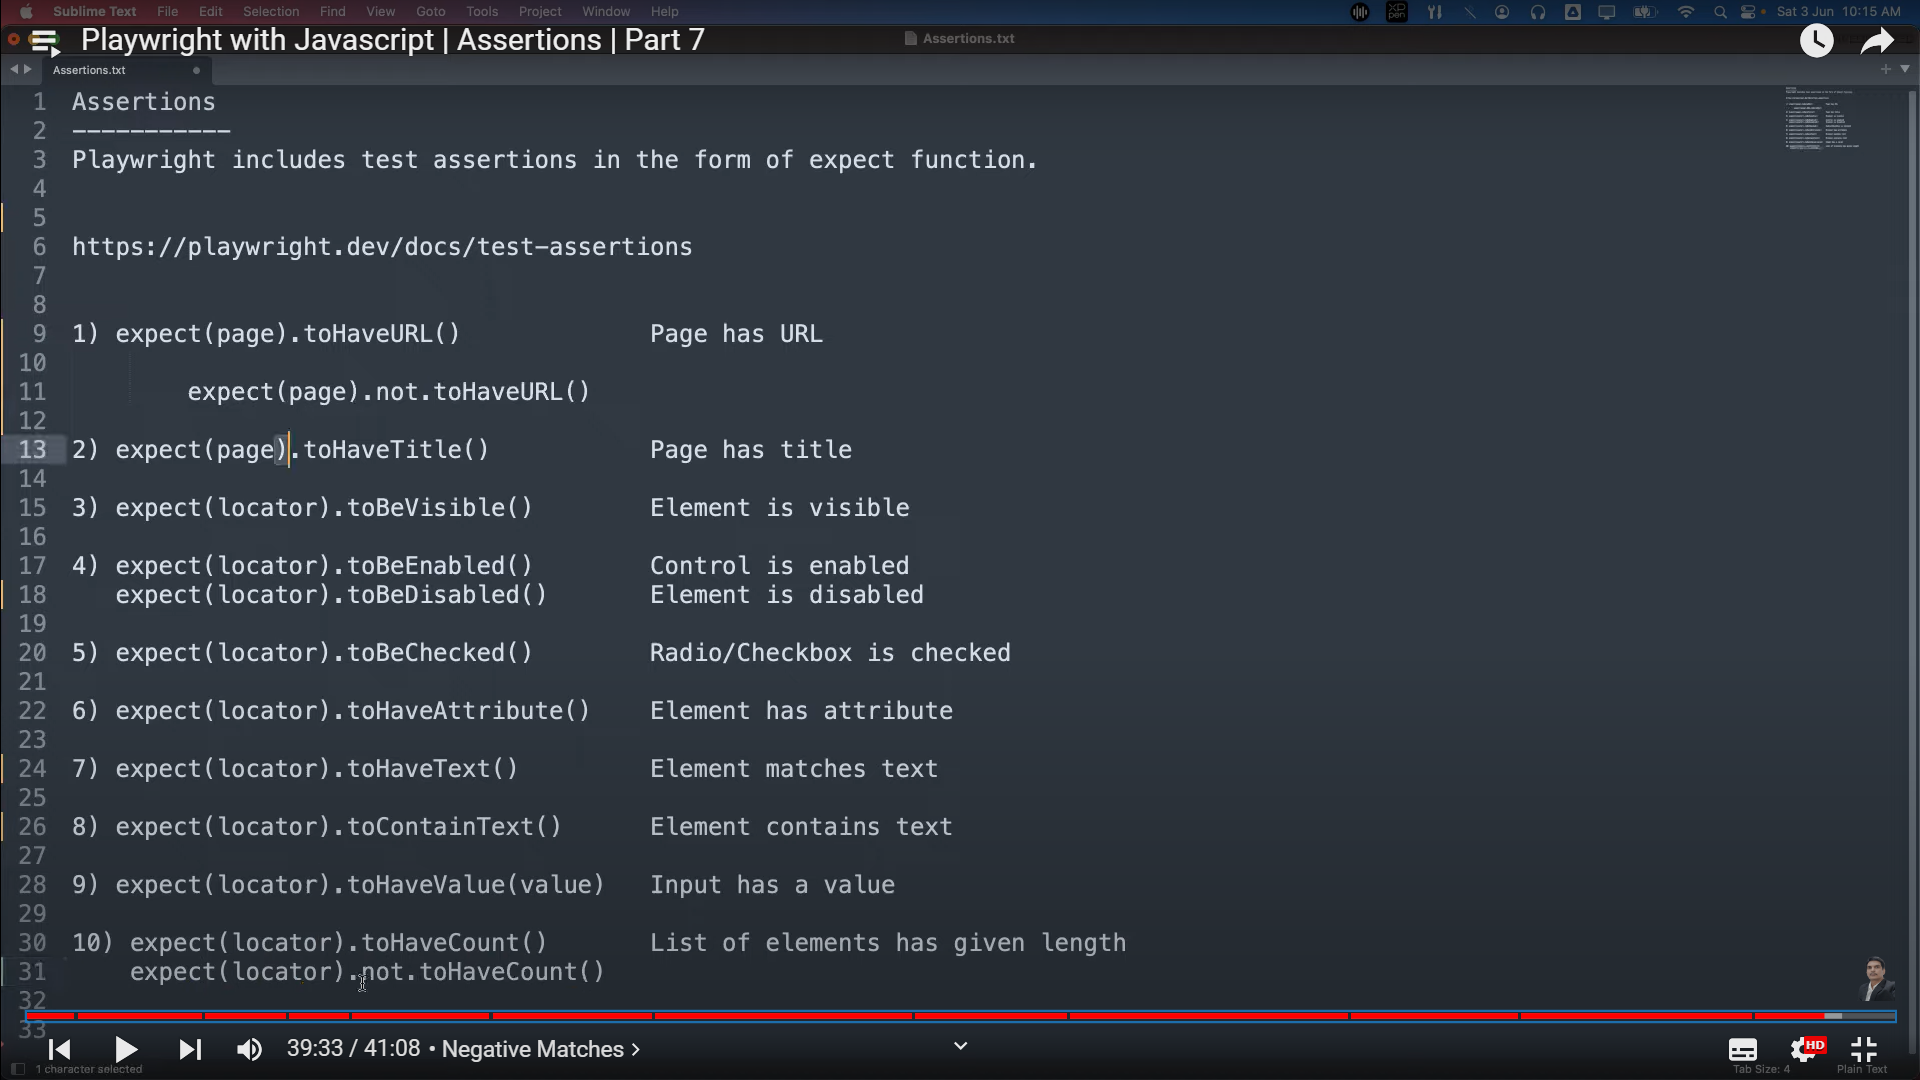 Sublime Text File Edit Selection Find View Goto Tools Project Window Help Sat 3 Jun 10:15 AM
Playwright with Javascript | Assertions | Part 7
Assertions.txt
Assertions.txt
1 Assertions
2 -----------
3 Playwright includes test assertions in the form of expect function.
4
5
6 https://playwright.dev/docs/test-assertions
7
8
9 1) expect(page).toHaveURL() Page has URL
10
11 expect(page).not.toHaveURL()
12
13 2) expect(page).toHaveTitle() Page has title
14
15 3) expect(locator).toBeVisible() Element is visible
16
17 4) expect(locator).toBeEnabled() Control is enabled
18 expect(locator).toBeDisabled() Element is disabled
19
20 5) expect(locator).toBeChecked() Radio/Checkbox is checked
21
22 6) expect(locator).toHaveAttribute() Element has attribute
23
24 7) expect(locator).toHaveText() Element matches text
25
26 8) expect(locator).toContainText() Element contains text
27
28 9) expect(locator).toHaveValue(value) Input has a value
29
30 10) expect(locator).toHaveCount() List of elements has given length
31 expect(locator).not.toHaveCount()
32
33
39:33 / 41:08 • Negative Matches HD
1 character selected Tab Size: 4 Plain Text